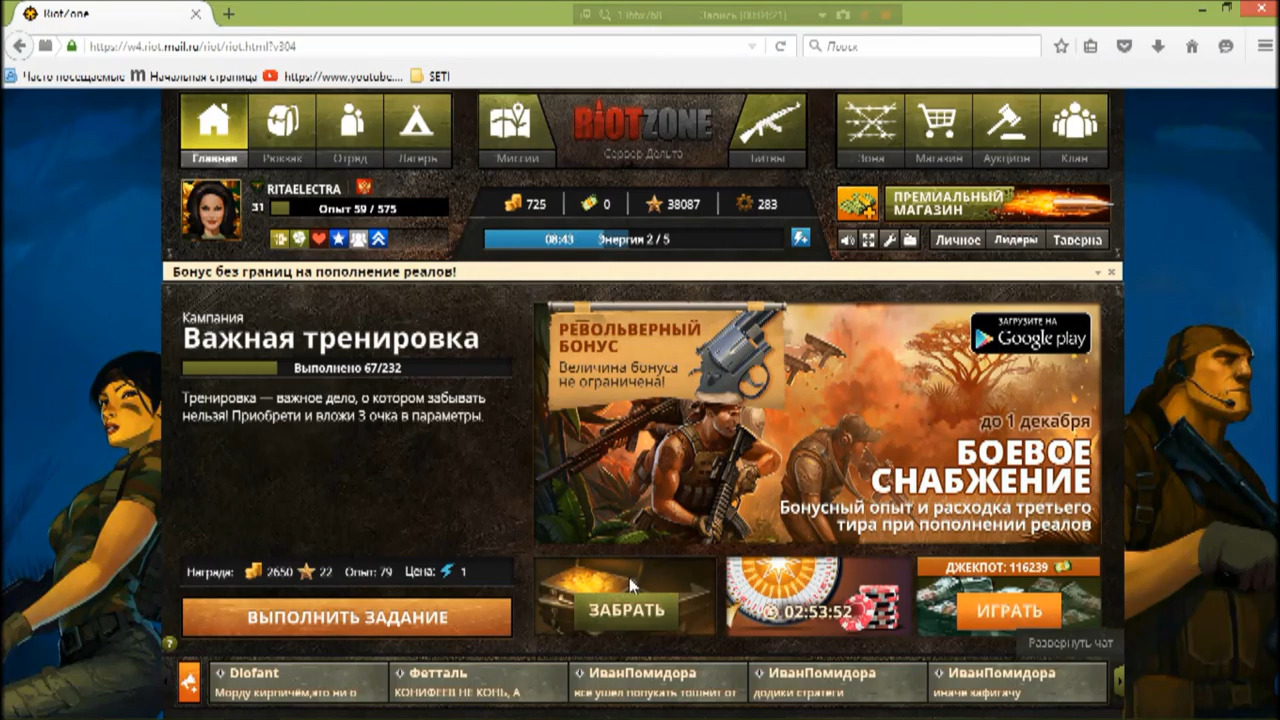 RiotZone
https://w4.riot.mail.ru/riot/riot.html?v304
Поиск
Часто посещаемые
Начальная страница
https://www.youtube....
SETI
Главная
Рюкзак
Отряд
Лагерь
Миссии
RIOTZONE
Сервер Дельта
Битвы
Зона
Магазин
Аукцион
Клан
RITAELECTRA
31
Опыт 59 / 575
725
0
38087
283
08:43
Энергия 2 / 5
ПРЕМИАЛЬНЫЙ
МАГАЗИН
Личное
Лидеры
Таверна
Бонус без границ на пополнение реалов!
Кампания
Важная тренировка
Выполнено 67/232
Тренировка — важное дело, о котором забывать
нельзя! Приобрети и вложи 3 очка в параметры.
Награда: 2650 22 Опыт: 79 Цена: 1
ВЫПОЛНИТЬ ЗАДАНИЕ
РЕВОЛЬВЕРНЫЙ
БОНУС
Величина бонуса
не ограничена!
ЗАГРУЗИТЕ НА
Google play
до 1 декабря
БОЕВОЕ
СНАБЖЕНИЕ
Бонусный опыт и расходка третьего
тира при пополнении реалов
ЗАБРАТЬ
02:53:52
ДЖЕКПОТ: 116239
ИГРАТЬ
Развернуть чат
Dlofant
Морду кирпичём,это ни о
Фетталь
КОНИФЕЕВ НЕ КОНЬ, А
ИванПомидора
все ушел попукать тошнит от
ИванПомидора
додики стратеги
ИванПомидора
иначе